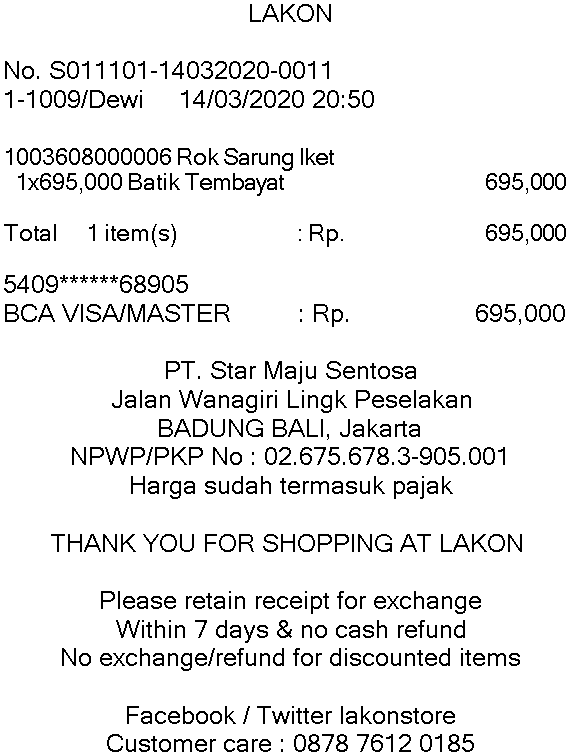 LAKON
No. S011101-14032020-0011
1-1009/Dewi 14/03/2020 20:50
1003608000006 Rok Sarung Iket
1x695,000 Batik Tembayat 695,000
Total 1 item(s) : Rp. 695,000
5409******68905
BCA VISA/MASTER : Rp. 695,000
PT. Star Maju Sentosa
Jalan Wanagiri Lingk Peselakan
BADUNG BALI, Jakarta
NPWP/PKP No : 02.675.678.3-905.001
Harga sudah termasuk pajak
THANK YOU FOR SHOPPING AT LAKON
Please retain receipt for exchange
Within 7 days & no cash refund
No exchange/refund for discounted items
Facebook / Twitter lakonstore
Customer care : 0878 7612 0185